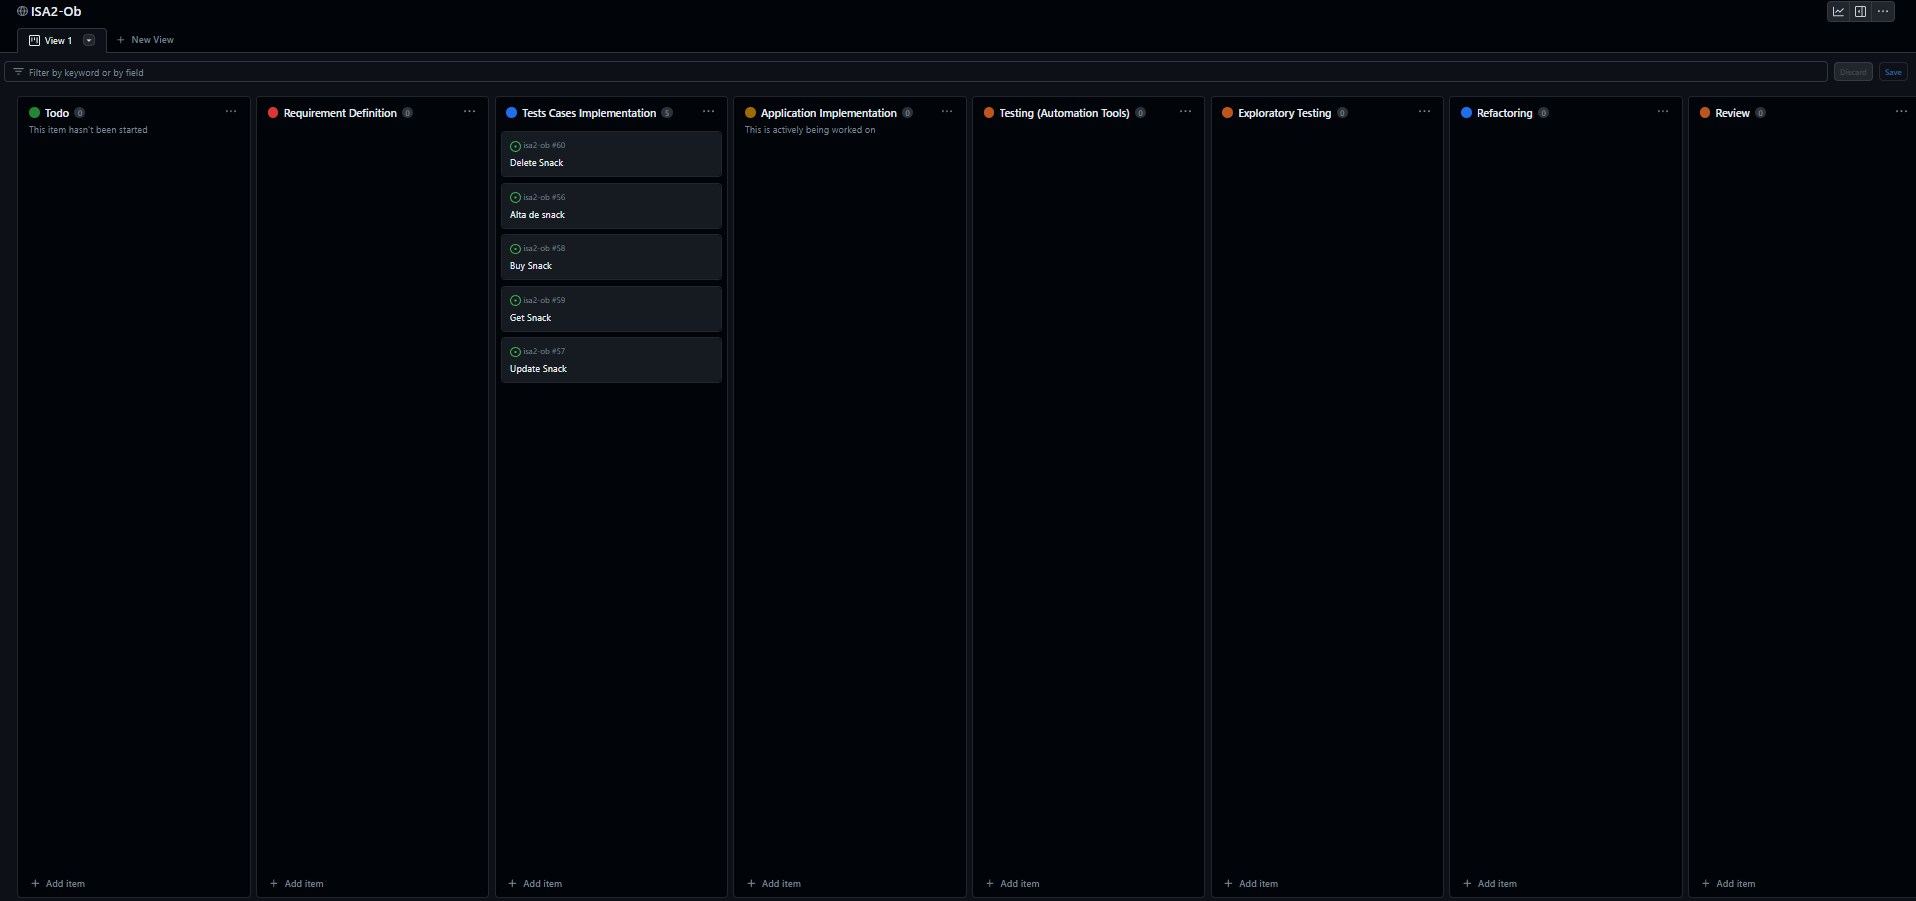 ISA2-Ob
View 1
New View
Filter by keyword or by field
Discard
Save
Todo 0
This item hasn't been started
Add item
Requirement Definition 0
Add item
Tests Cases Implementation 5
isa2-ob #60
Delete Snack
isa2-ob #56
Alta de snack
isa2-ob #58
Buy Snack
isa2-ob #59
Get Snack
isa2-ob #57
Update Snack
Add item
Application Implementation 0
This is actively being worked on
Add item
Testing (Automation Tools) 0
Add item
Exploratory Testing 0
Add item
Refactoring 0
Add item
Review 0
Add item